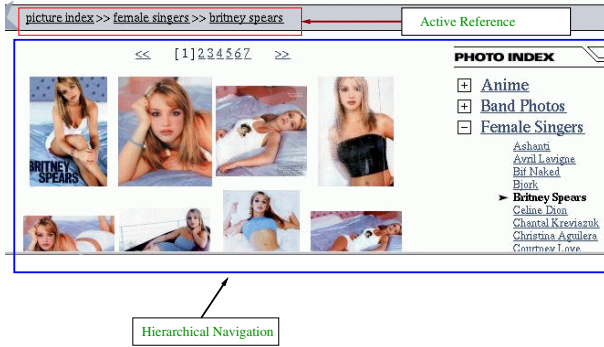 picture index >> female singers >> britney spears
Active Reference
<< [1] 2 3 4 5 6 7 >>
PHOTO INDEX
+ Anime
+ Band Photos
− Female Singers
Ashanti
Avril Lavigne
Bif Naked
Bjork
➤ Britney Spears
Celine Dion
Chantal Kreviazuk
Christina Aguilera
Courtney Love
BRITNEY
SPEARS
Hierarchical Navigation